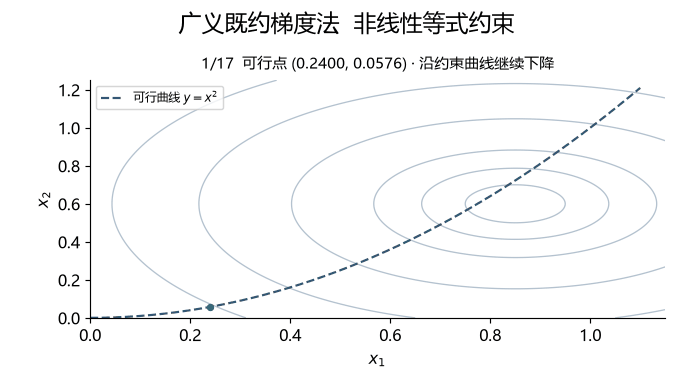 广义既约梯度法 非线性等式约束
1/17 可行点 (0.2400, 0.0576) · 沿约束曲线继续下降
可行曲线 y = x²
1.2
1.0
0.8
0.6
0.4
0.2
0.0
x₂
0.0 0.2 0.4 0.6 0.8 1.0
x₁